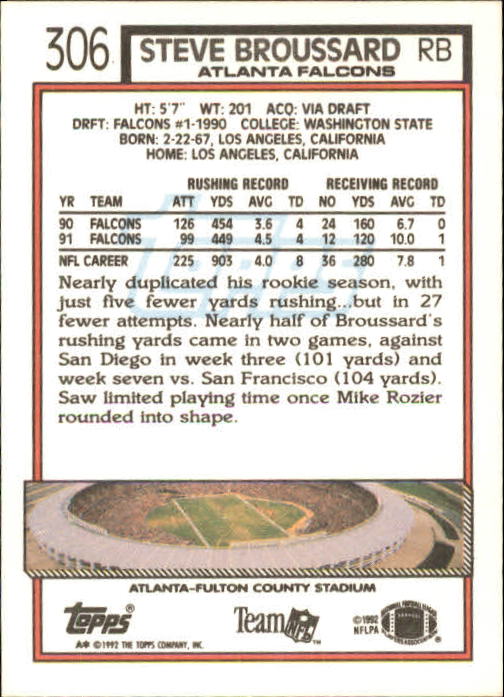 306 STEVE BROUSSARD RB
ATLANTA FALCONS
HT: 5'7" WT: 201 ACQ: VIA DRAFT
DRFT: FALCONS #1-1990 COLLEGE: WASHINGTON STATE
BORN: 2-22-67, LOS ANGELES, CALIFORNIA
HOME: LOS ANGELES, CALIFORNIA
RUSHING RECORD RECEIVING RECORD
YR TEAM ATT YDS AVG TD NO YDS AVG TD
90 FALCONS 126 454 3.6 4 24 160 6.7 0
91 FALCONS 99 449 4.5 4 12 120 10.0 1
NFL CAREER 225 903 4.0 8 36 280 7.8 1
Topps
Nearly duplicated his rookie season, with
just five fewer yards rushing...but in 27
fewer attempts. Nearly half of Broussard's
rushing yards came in two games, against
San Diego in week three (101 yards) and
week seven vs. San Francisco (104 yards).
Saw limited playing time once Mike Rozier
rounded into shape.
ATLANTA-FULTON COUNTY STADIUM
Topps
Team NFL™
©1992
NFLPA
A* ©1992 THE TOPPS COMPANY, INC.